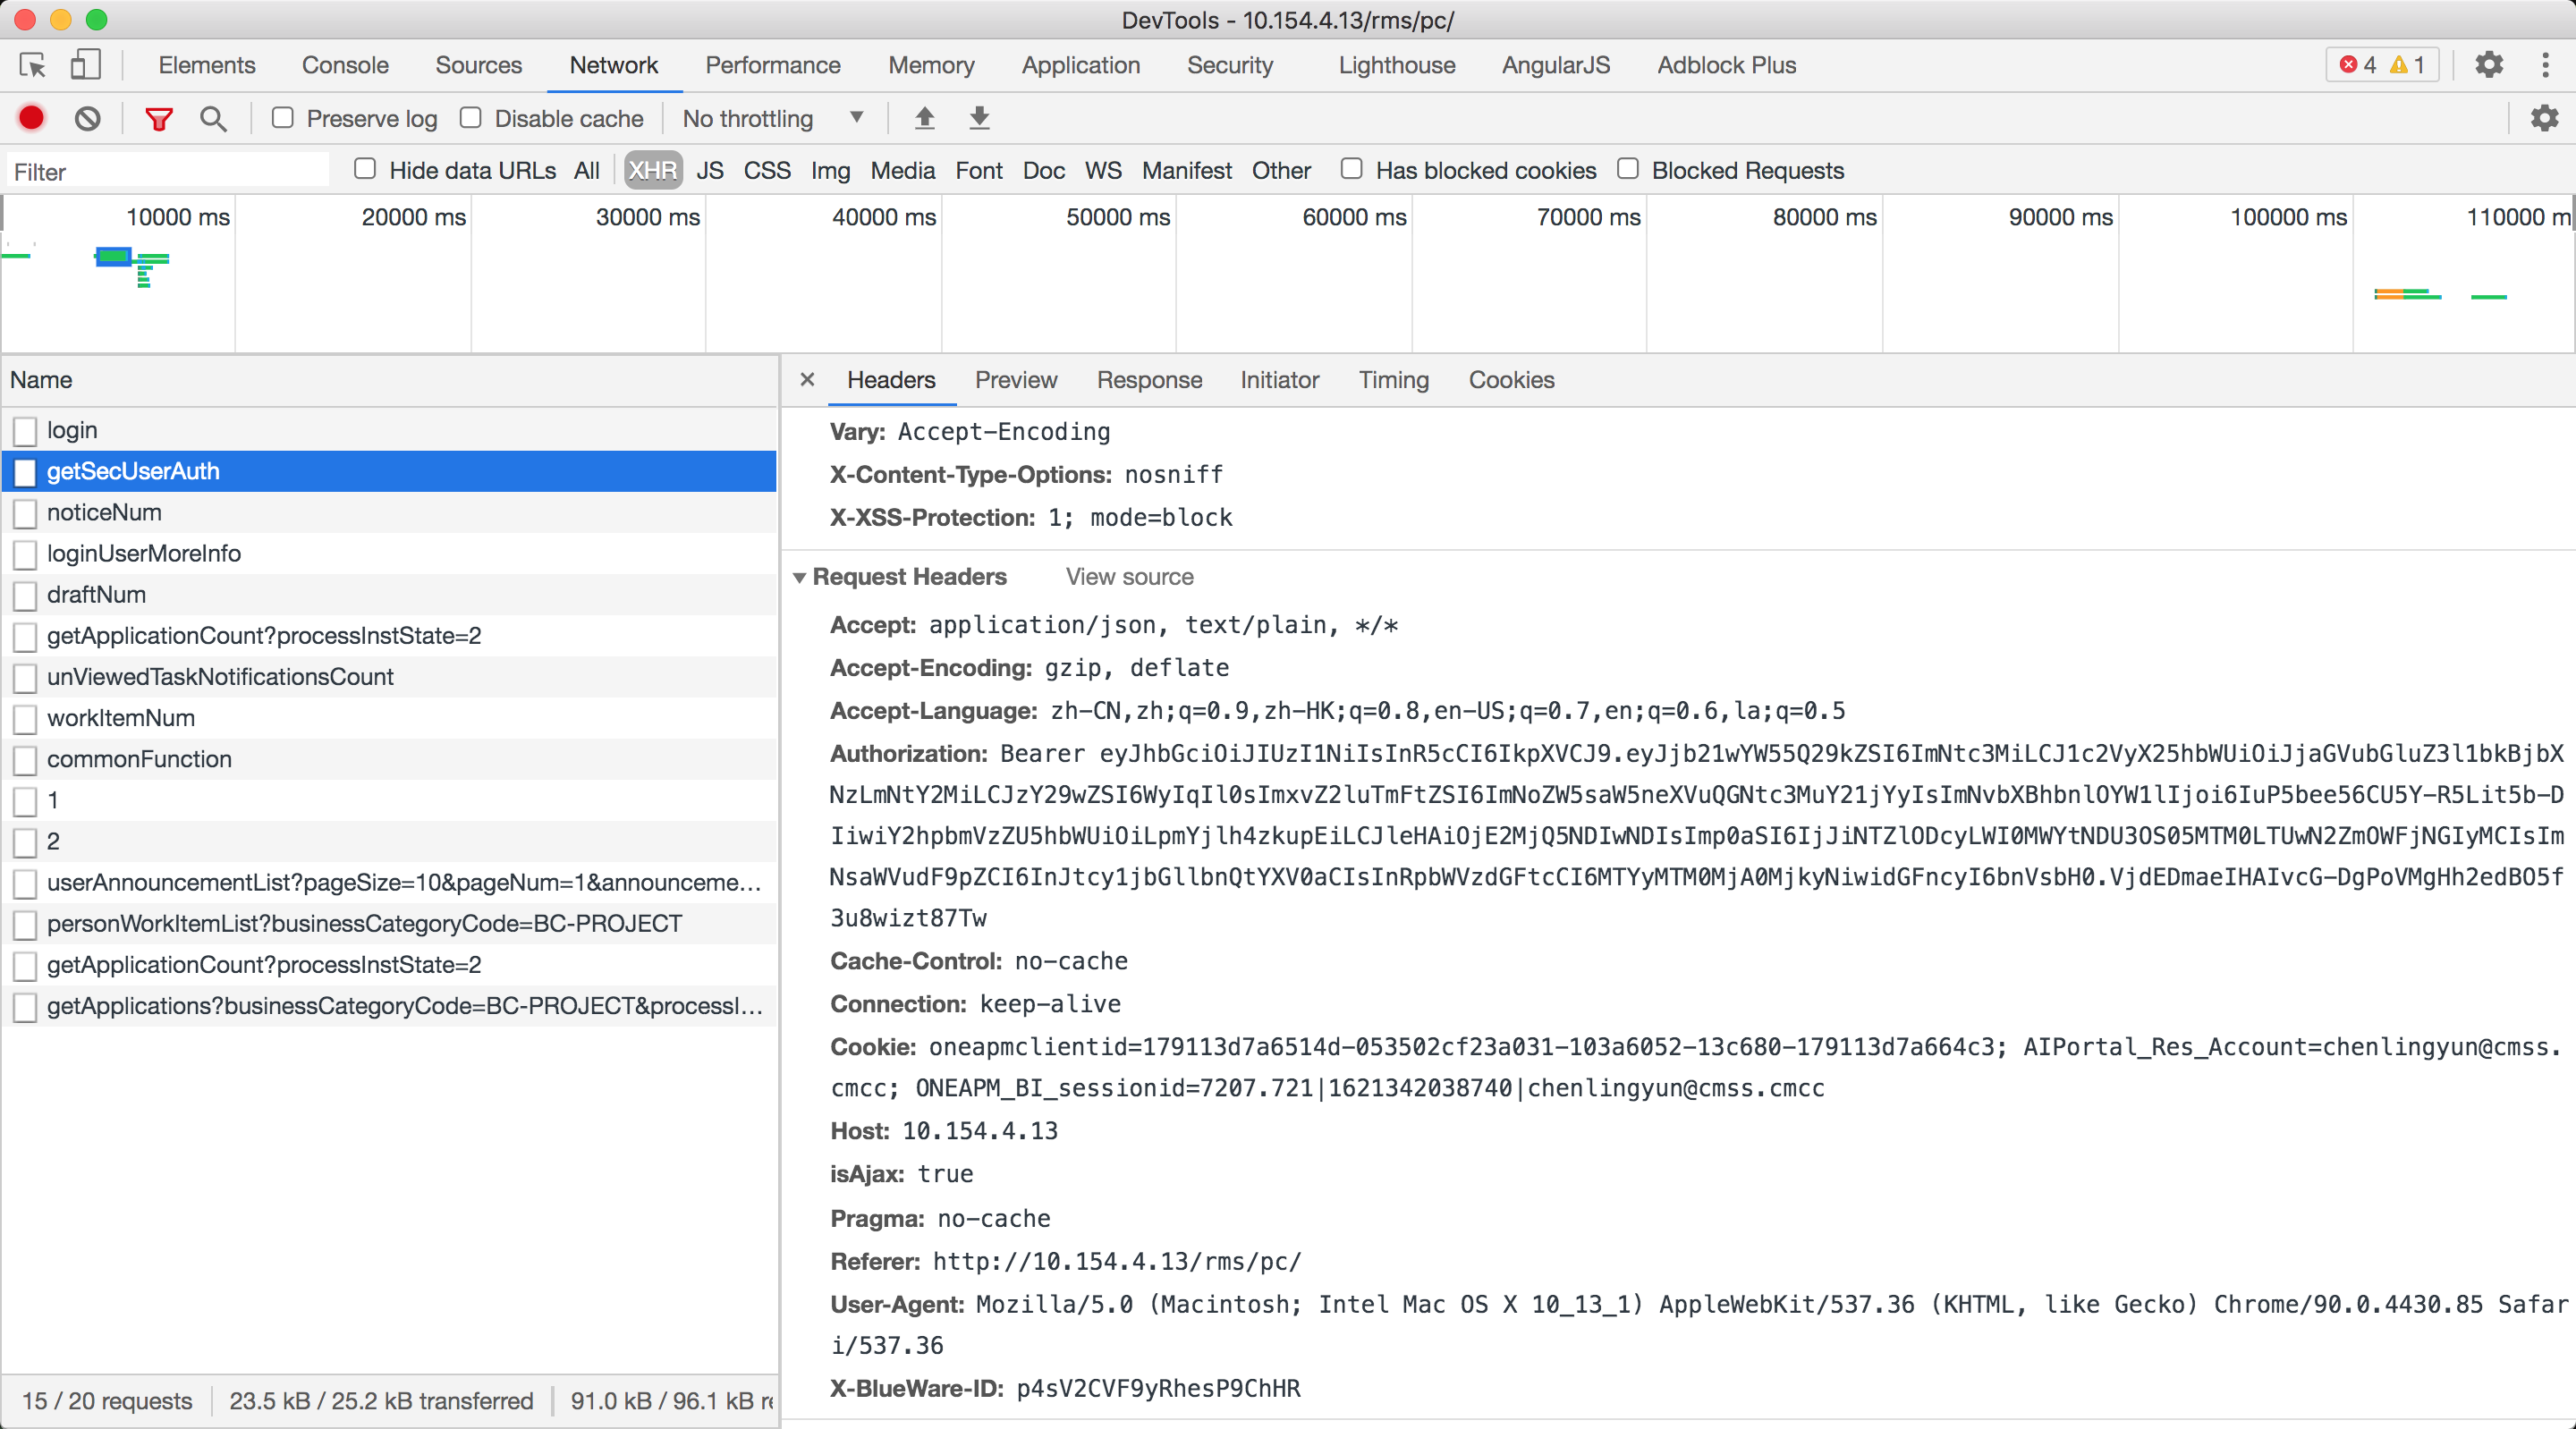 DevTools - 10.154.4.13/rms/pc/
Elements Console Sources Network Performance Memory Application Security Lighthouse AngularJS Adblock Plus 4 1
Preserve log Disable cache No throttling
Filter Hide data URLs All XHR JS CSS Img Media Font Doc WS Manifest Other Has blocked cookies Blocked Requests
10000 ms 20000 ms 30000 ms 40000 ms 50000 ms 60000 ms 70000 ms 80000 ms 90000 ms 100000 ms 110000 m
Name
login
getSecUserAuth
noticeNum
loginUserMoreInfo
draftNum
getApplicationCount?processInstState=2
unViewedTaskNotificationsCount
workItemNum
commonFunction
1
2
userAnnouncementList?pageSize=10&pageNum=1&announceme...
personWorkItemList?businessCategoryCode=BC-PROJECT
getApplicationCount?processInstState=2
getApplications?businessCategoryCode=BC-PROJECT&processI...
15 / 20 requests 23.5 kB / 25.2 kB transferred 91.0 kB / 96.1 kB re
Headers Preview Response Initiator Timing Cookies
Vary: Accept-Encoding
X-Content-Type-Options: nosniff
X-XSS-Protection: 1; mode=block
Request Headers View source
Accept: application/json, text/plain, */*
Accept-Encoding: gzip, deflate
Accept-Language: zh-CN,zh;q=0.9,zh-HK;q=0.8,en-US;q=0.7,en;q=0.6,la;q=0.5
Authorization: Bearer eyJhbGciOiJIUzI1NiIsInR5cCI6IkpXVCJ9.eyJjb21wYW55Q29kZSI6ImNtc3MiLCJ1c2VyX25hbWUiOiJjaGVubGluZ3l1bkBjbX
NzLmNtY2MiLCJzY29wZSI6WyIqIl0sImxvZ2luTmFtZSI6ImNoZW5saW5neXVuQGNtc3MuY21jYyIsImNvbXBhbnlOYW1lIjoi6IuP5bee56CU5Y-R5Lit5b-D
IiwiY2hpbmVzZU5hbWUiOiLpmYjlh4zkupEiLCJleHAiOjE2MjQ5NDIwNDIsImp0aSI6IjJiNTZlODcyLWI0MWYtNDU3OS05MTM0LTUwN2ZmOWFjNGIyMCIsIm
NsaWVudF9pZCI6InJtcy1jbGllbnQtYXV0aCIsInRpbWVzdGFtcCI6MTYyMTM0MjA0MjkyNiwidGFncyI6bnVsbH0.VjdEDmaeIHAIvcG-DgPoVMgHh2edBO5f
3u8wizt87Tw
Cache-Control: no-cache
Connection: keep-alive
Cookie: oneapmclientid=179113d7a6514d-053502cf23a031-103a6052-13c680-179113d7a664c3; AIPortal_Res_Account=chenlingyun@cmss.
cmcc; ONEAPM_BI_sessionid=7207.721|1621342038740|chenlingyun@cmss.cmcc
Host: 10.154.4.13
isAjax: true
Pragma: no-cache
Referer: http://10.154.4.13/rms/pc/
User-Agent: Mozilla/5.0 (Macintosh; Intel Mac OS X 10_13_1) AppleWebKit/537.36 (KHTML, like Gecko) Chrome/90.0.4430.85 Safar
i/537.36
X-BlueWare-ID: p4sV2CVF9yRhesP9ChHR